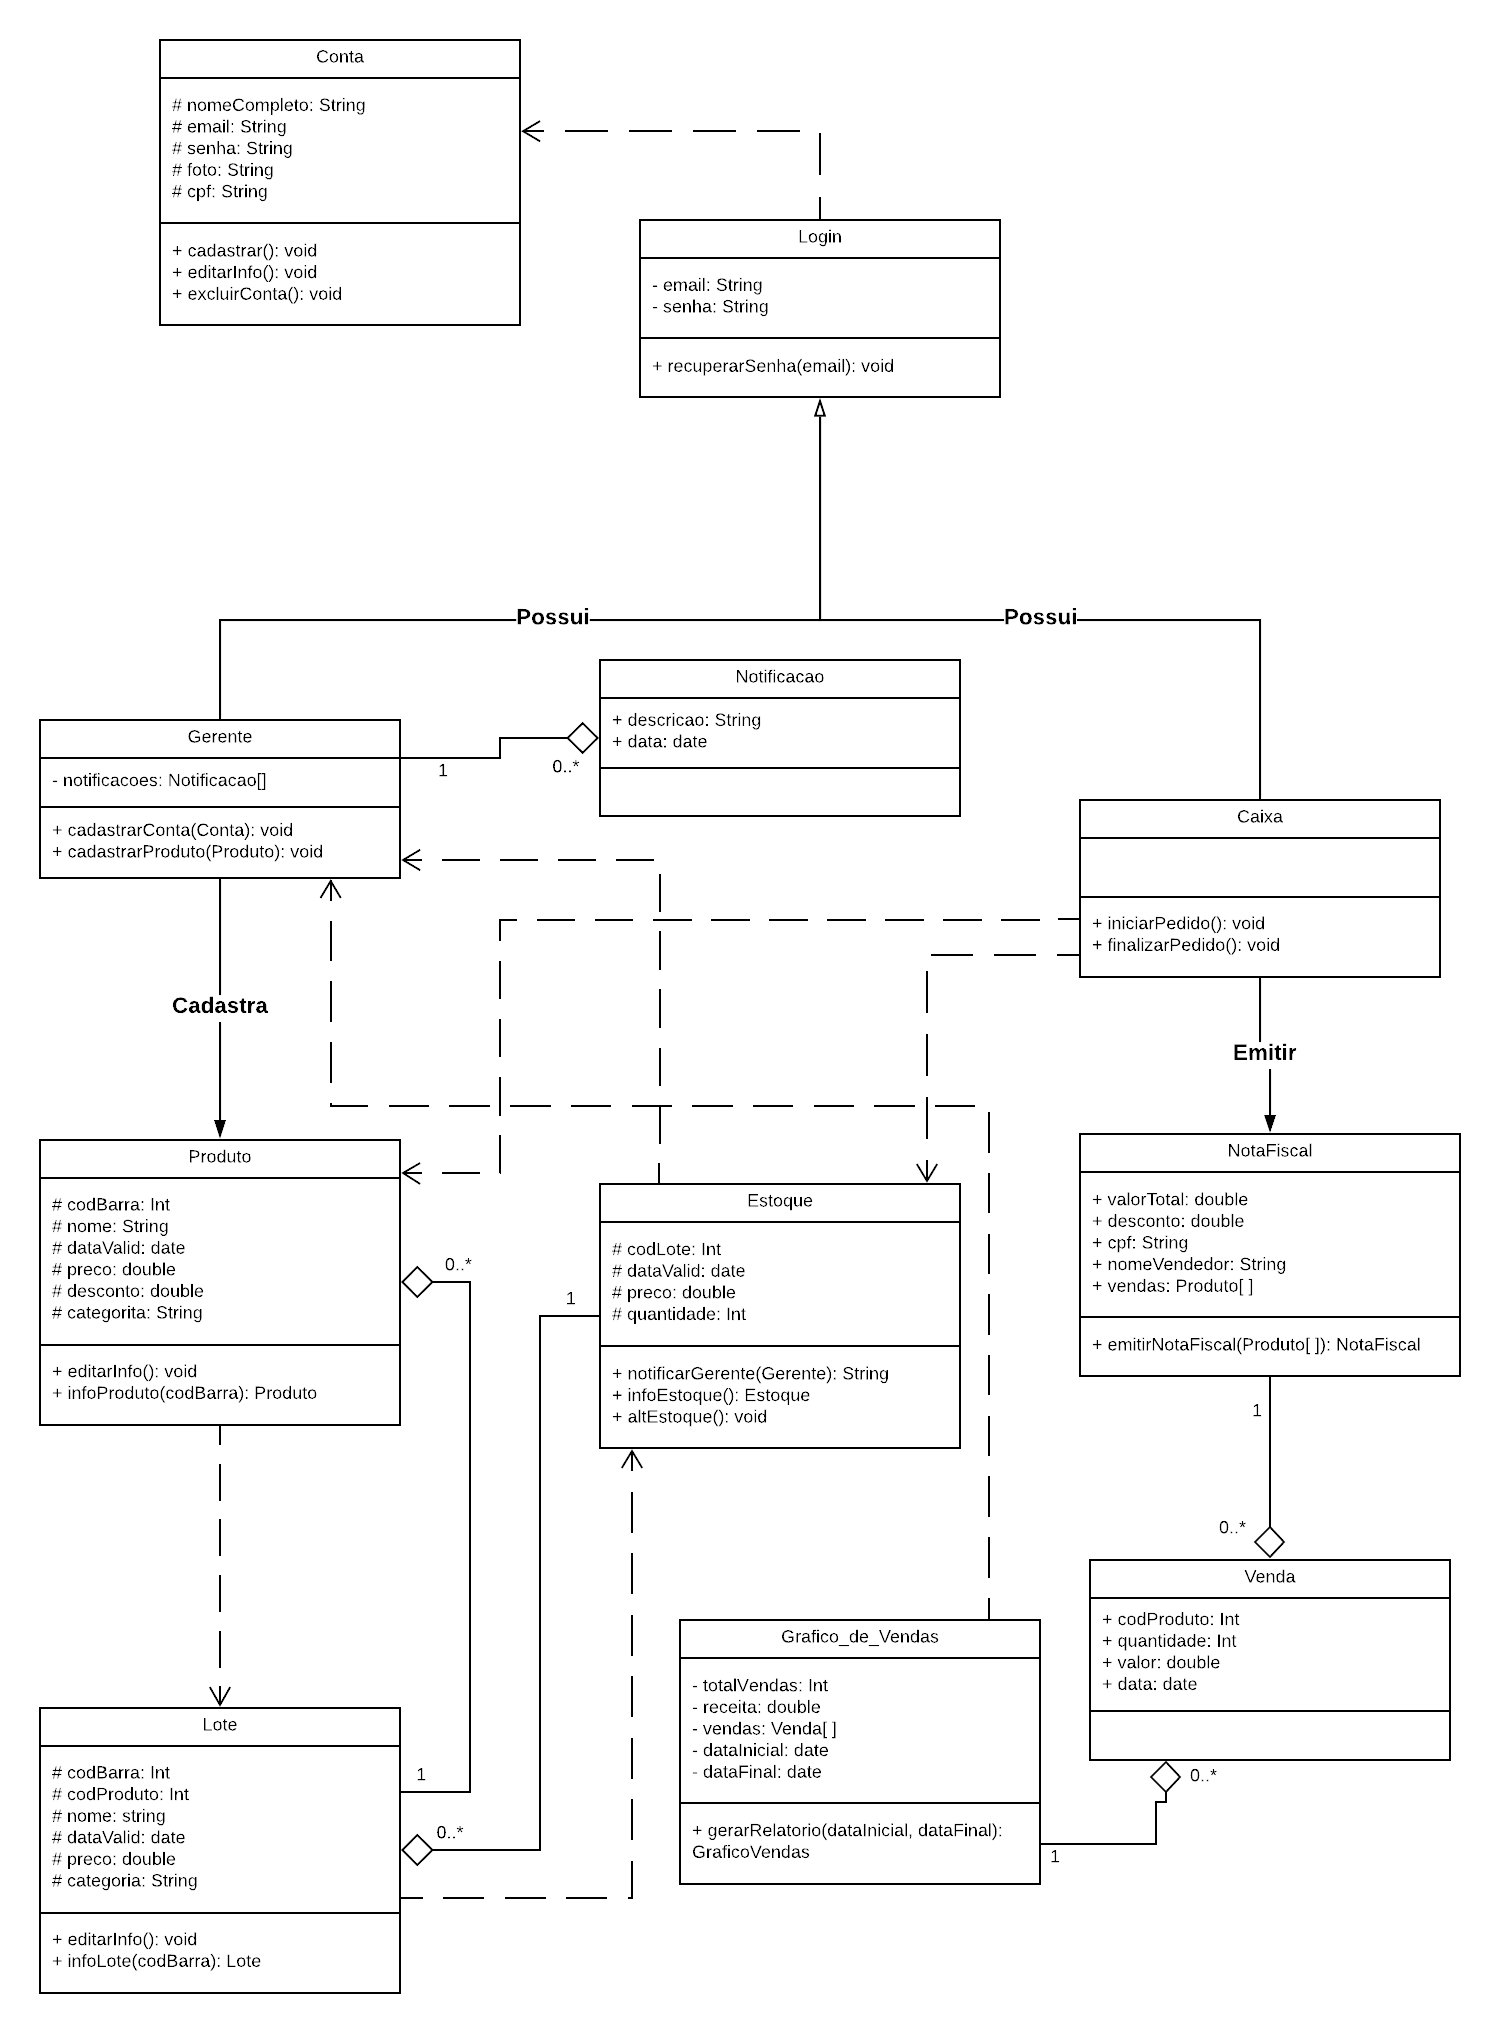 Conta
# nomeCompleto: String
# email: String
# senha: String
# foto: String
# cpf: String
+ cadastrar(): void
+ editarInfo(): void
+ excluirConta(): void
Login
- email: String
- senha: String
+ recuperarSenha(email): void
Possui
Possui
Notificacao
+ descricao: String
+ data: date
Gerente
- notificacoes: Notificacao[]
+ cadastrarConta(Conta): void
+ cadastrarProduto(Produto): void
1
0..*
Caixa
+ iniciarPedido(): void
+ finalizarPedido(): void
Cadastra
Emitir
Produto
# codBarra: Int
# nome: String
# dataValid: date
# preco: double
# desconto: double
# categorita: String
+ editarInfo(): void
+ infoProduto(codBarra): Produto
0..*
1
Estoque
# codLote: Int
# dataValid: date
# preco: double
# quantidade: Int
+ notificarGerente(Gerente): String
+ infoEstoque(): Estoque
+ altEstoque(): void
NotaFiscal
+ valorTotal: double
+ desconto: double
+ cpf: String
+ nomeVendedor: String
+ vendas: Produto[ ]
+ emitirNotaFiscal(Produto[ ]): NotaFiscal
1
0..*
Venda
+ codProduto: Int
+ quantidade: Int
+ valor: double
+ data: date
0..*
1
Grafico_de_Vendas
- totalVendas: Int
- receita: double
- vendas: Venda[ ]
- dataInicial: date
- dataFinal: date
+ gerarRelatorio(dataInicial, dataFinal):
GraficoVendas
Lote
# codBarra: Int
# codProduto: Int
# nome: string
# dataValid: date
# preco: double
# categoria: String
+ editarInfo(): void
+ infoLote(codBarra): Lote
1
0..*